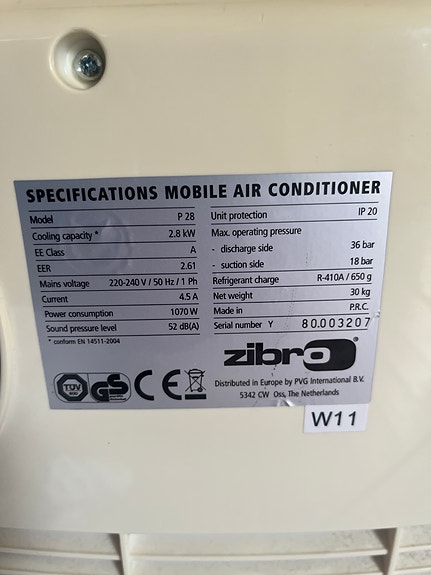 SPECIFICATIONS MOBILE AIR CONDITIONER
Model P 28
Cooling capacity * 2.8 kW
EE Class A
EER 2.61
Mains voltage 220-240 V / 50 Hz / 1 Ph
Current 4.5 A
Power consumption 1070 W
Sound pressure level 52 dB(A)
* conform EN 14511-2004
Unit protection IP 20
Max. operating pressure
- discharge side 36 bar
- suction side 18 bar
Refrigerant charge R-410A / 650 g
Net weight 30 kg
Made in P.R.C.
Serial number Y 80.003207
zibro
TÜV GS CE
Distributed in Europe by PVG International B.V.
5342 CW Oss, The Netherlands
W11